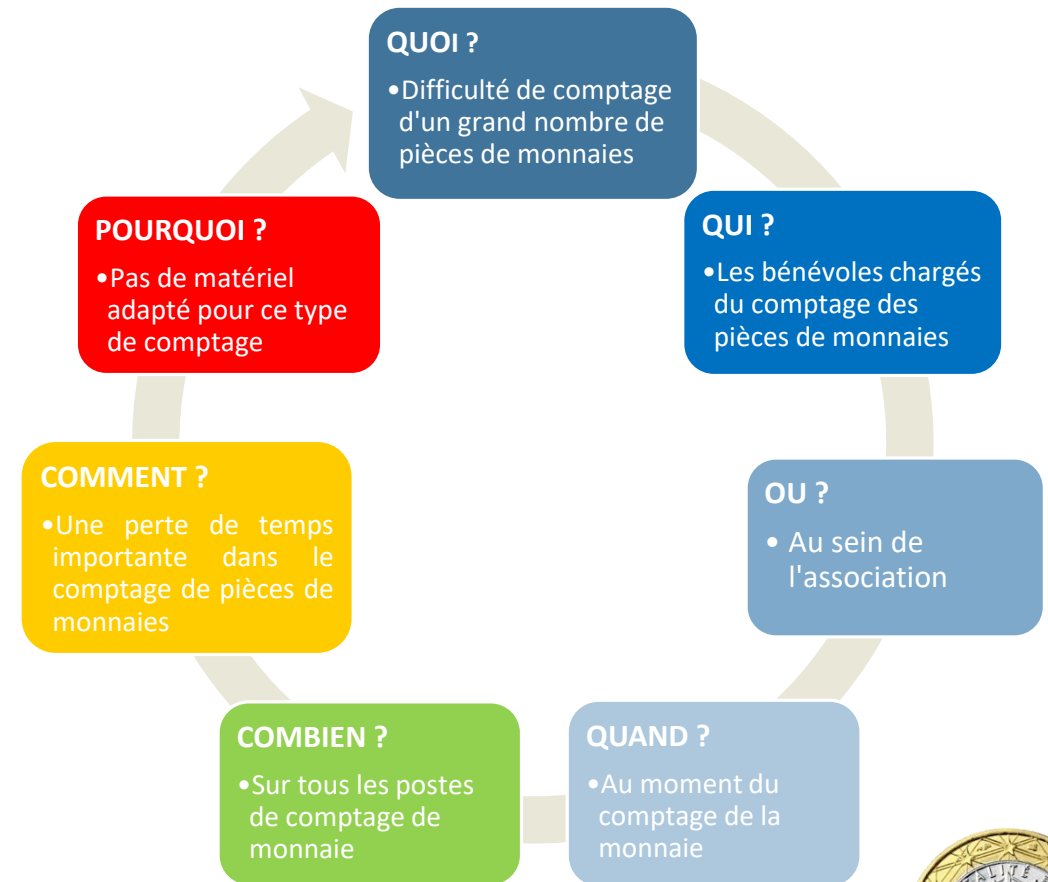 QUOI ?
•Difficulté de comptage
d'un grand nombre de
pièces de monnaies
QUI ?
•Les bénévoles chargés
du comptage des
pièces de monnaies
OU ?
• Au sein de
l'association
QUAND ?
•Au moment du
comptage de la
monnaie
COMBIEN ?
•Sur tous les postes
de comptage de
monnaie
COMMENT ?
•Une perte de temps
importante dans le
comptage de pièces de
monnaies
POURQUOI ?
•Pas de matériel
adapté pour ce type
de comptage